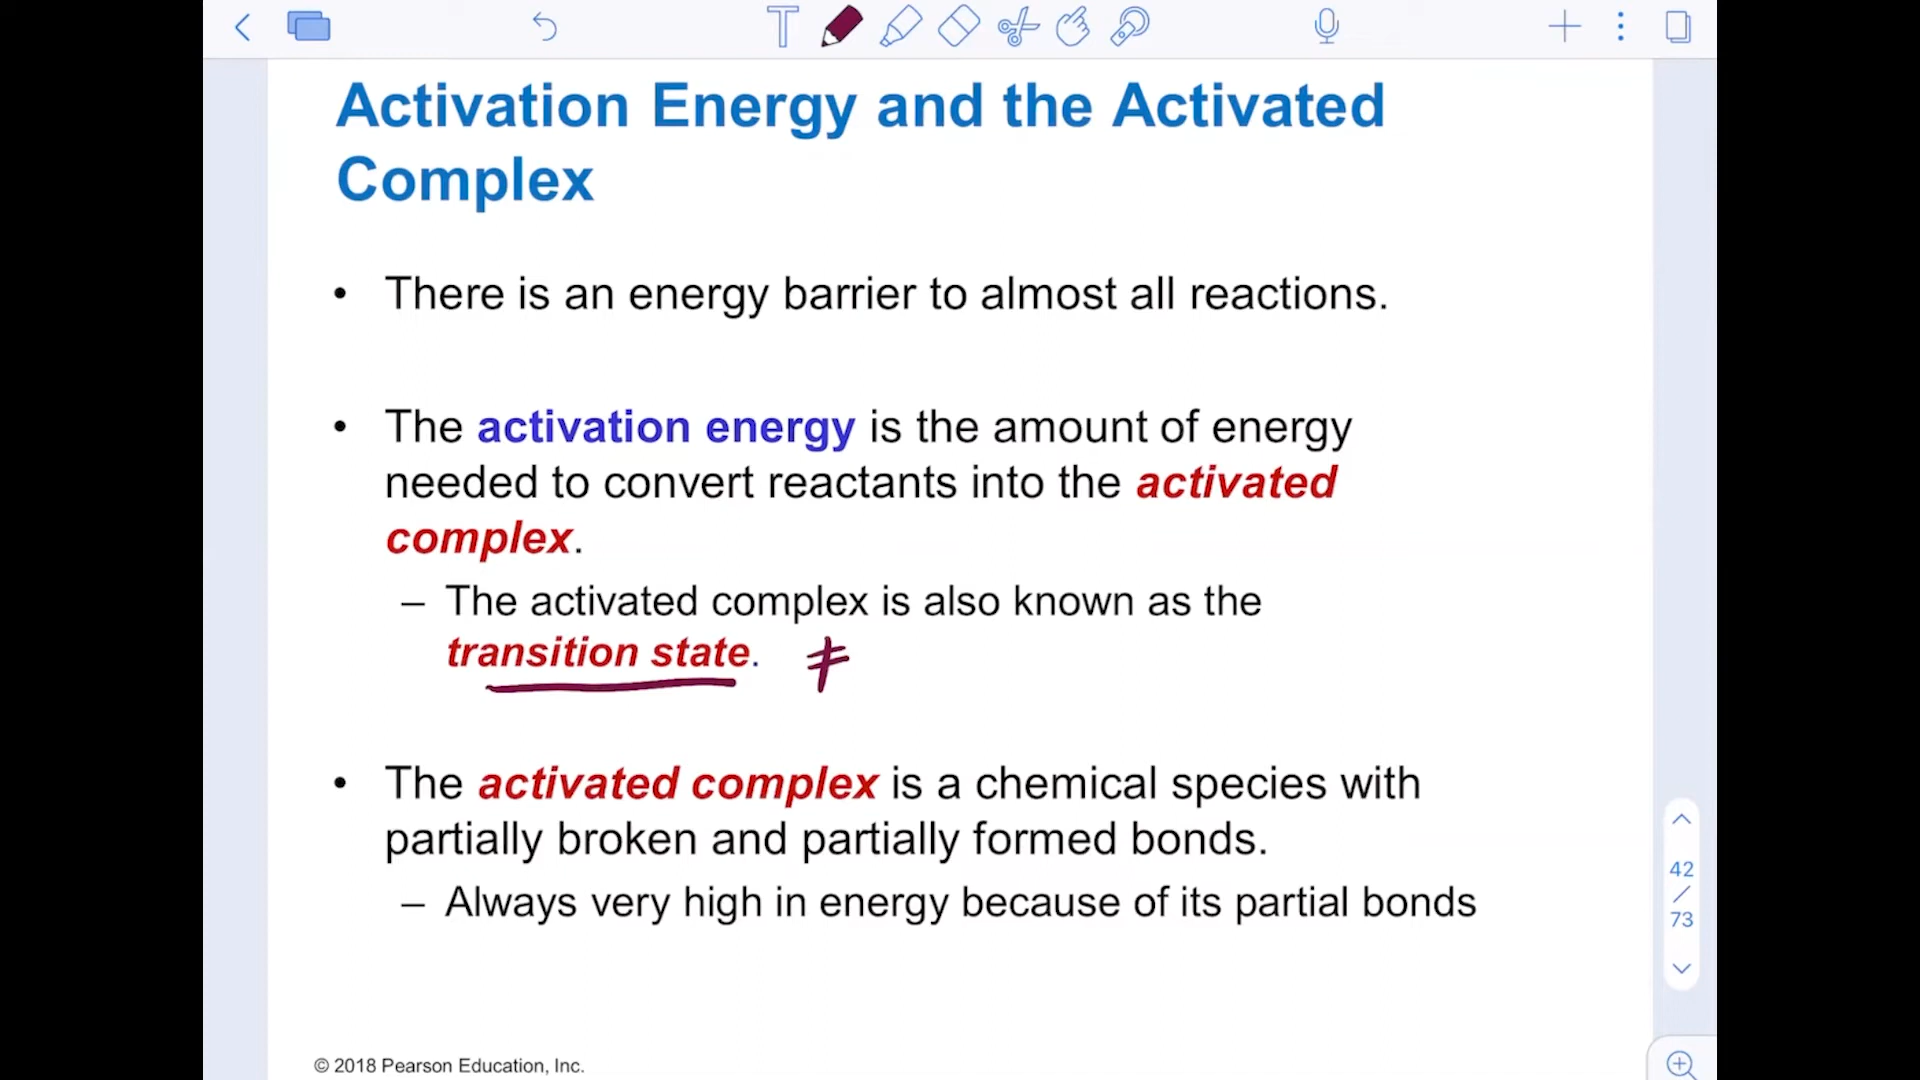 Activation Energy and the Activated
Complex
• There is an energy barrier to almost all reactions.
• The activation energy is the amount of energy
needed to convert reactants into the activated
complex.
– The activated complex is also known as the
transition state. ‡
• The activated complex is a chemical species with
partially broken and partially formed bonds.
– Always very high in energy because of its partial bonds
42
/
73
© 2018 Pearson Education, Inc.